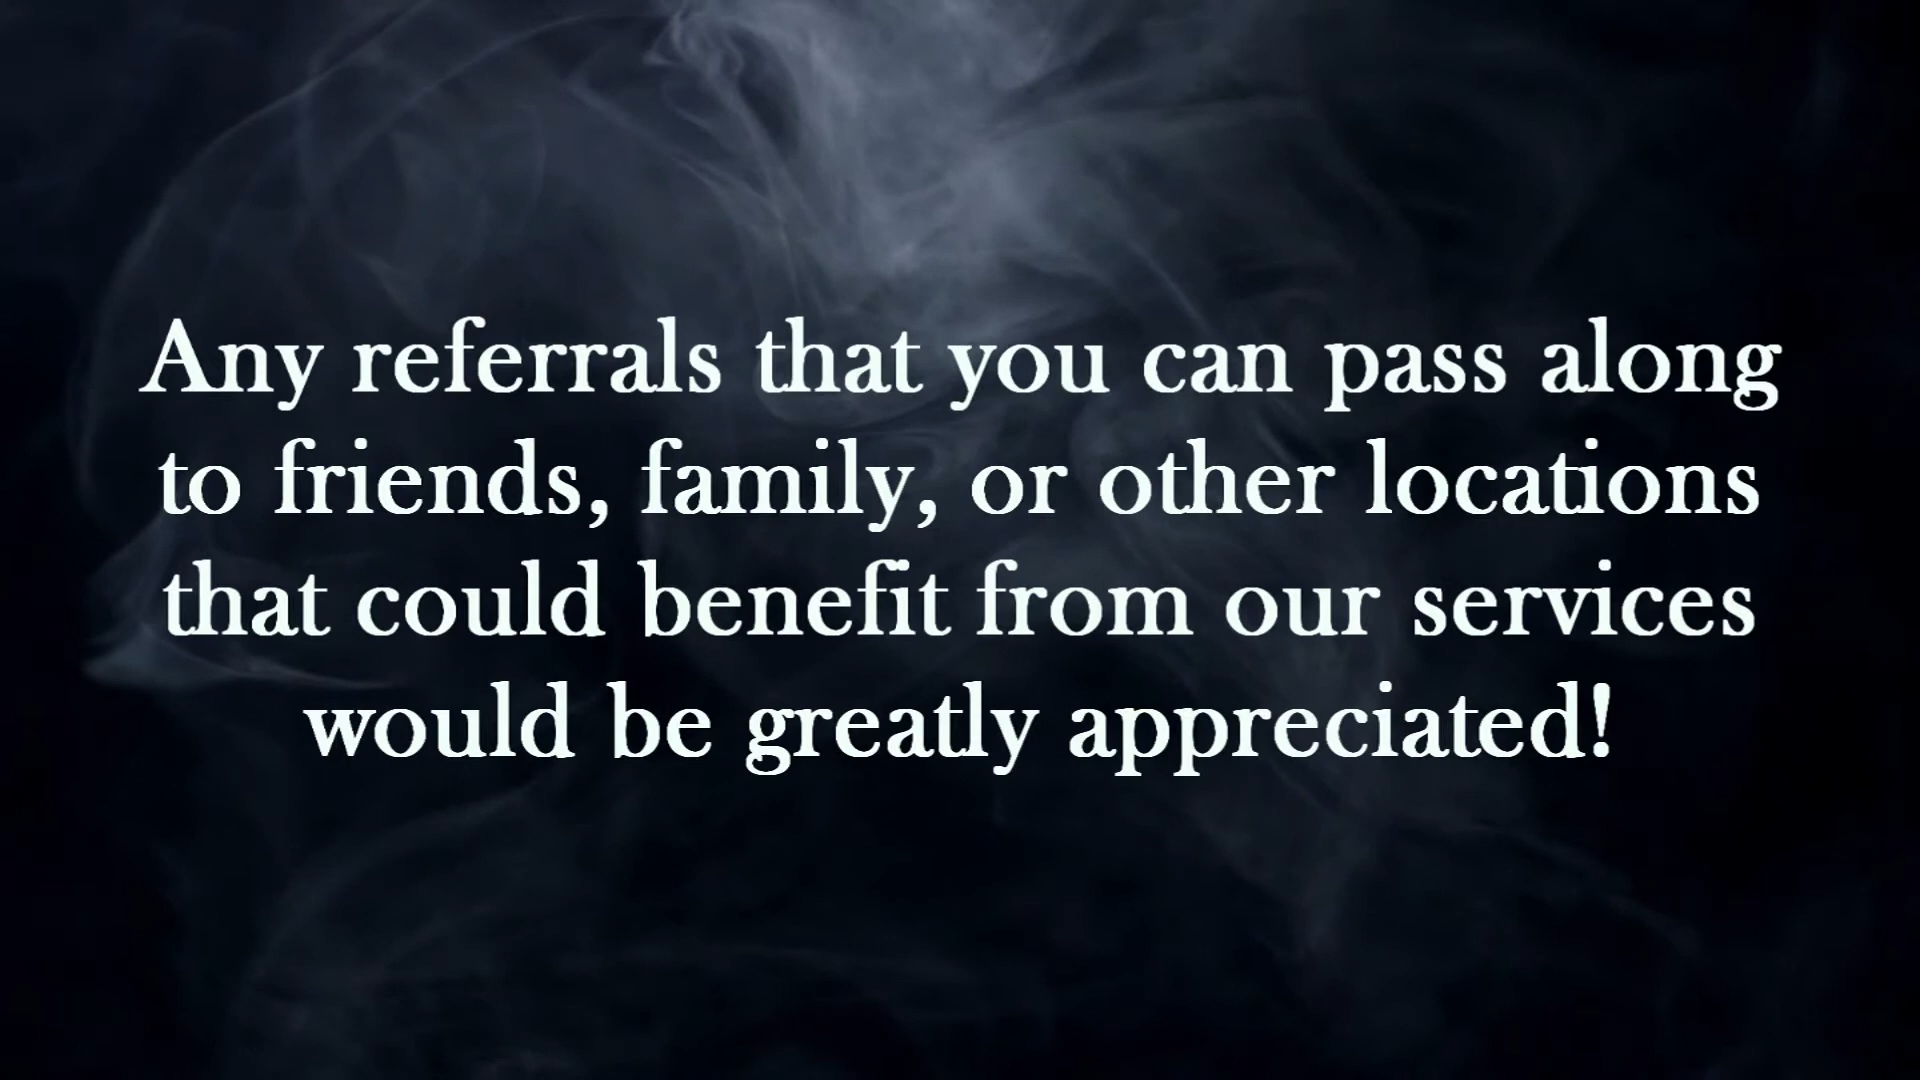 Any referrals that you can pass along
to friends, family, or other locations
that could benefit from our services
would be greatly appreciated!